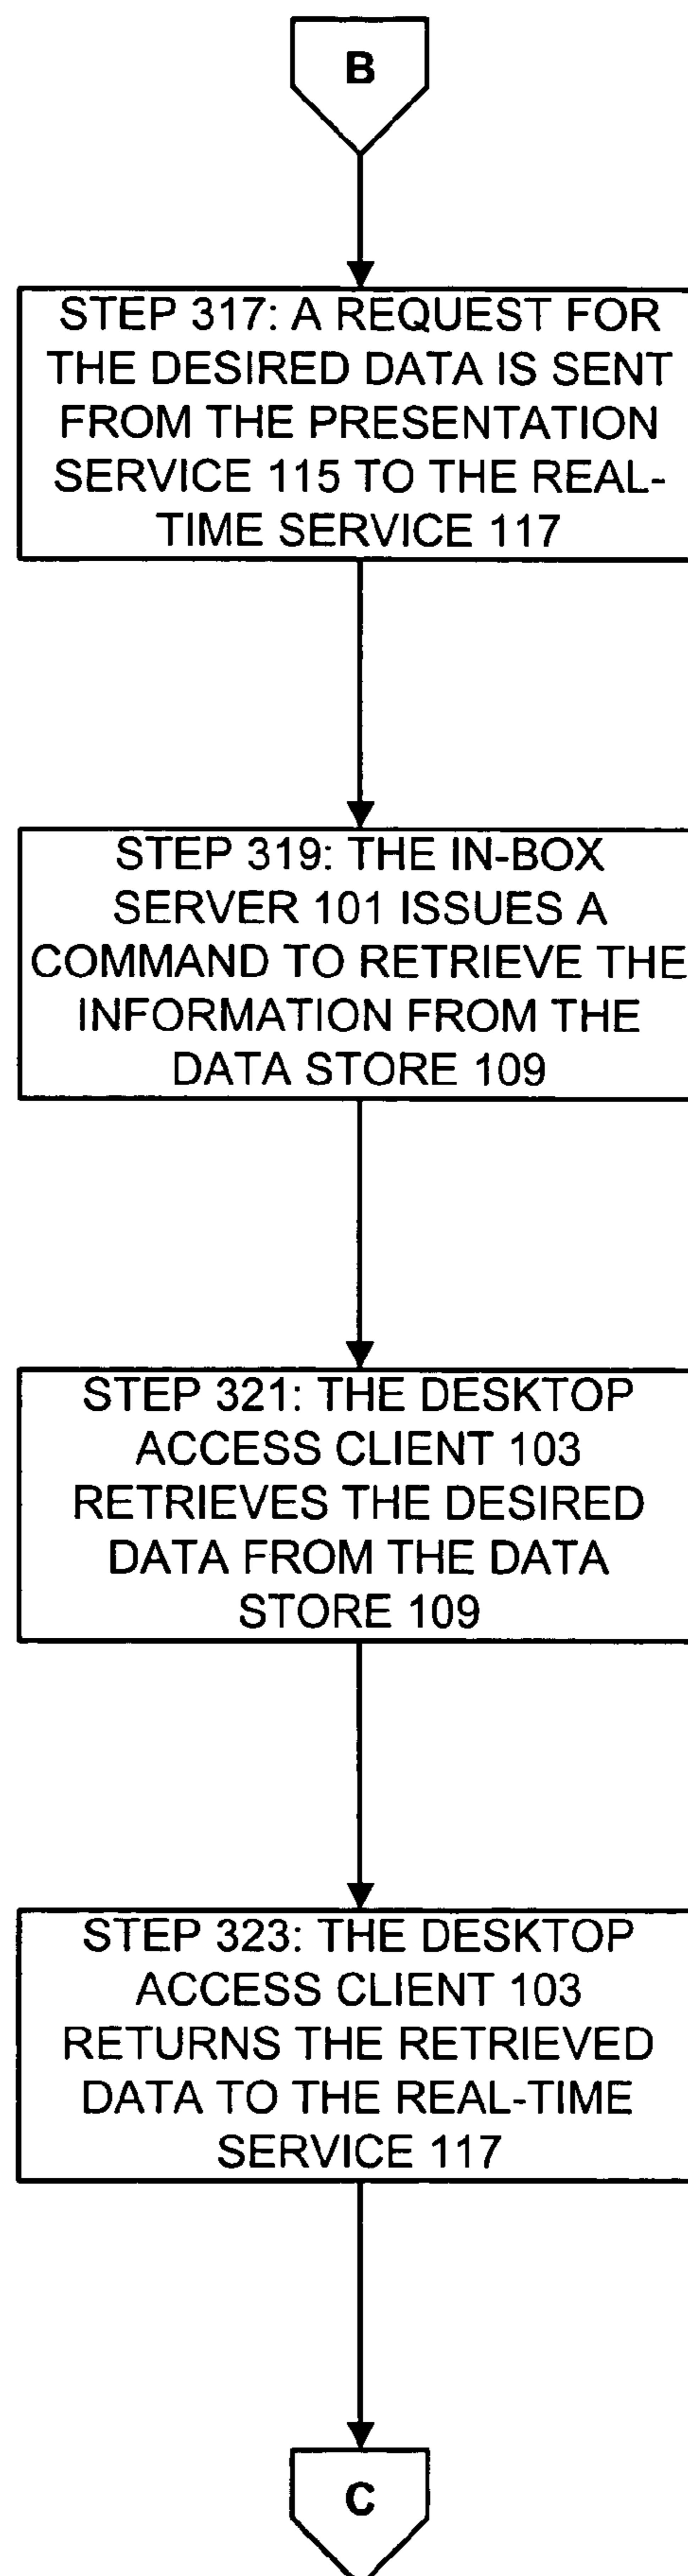 B
STEP 317: A REQUEST FOR
THE DESIRED DATA IS SENT
FROM THE PRESENTATION
SERVICE 115 TO THE REAL-
TIME SERVICE 117
STEP 319: THE IN-BOX
SERVER 101 ISSUES A
COMMAND TO RETRIEVE THE
INFORMATION FROM THE
DATA STORE 109
STEP 321: THE DESKTOP
ACCESS CLIENT 103
RETRIEVES THE DESIRED
DATA FROM THE DATA
STORE 109
STEP 323: THE DESKTOP
ACCESS CLIENT 103
RETURNS THE RETRIEVED
DATA TO THE REAL-TIME
SERVICE 117
C